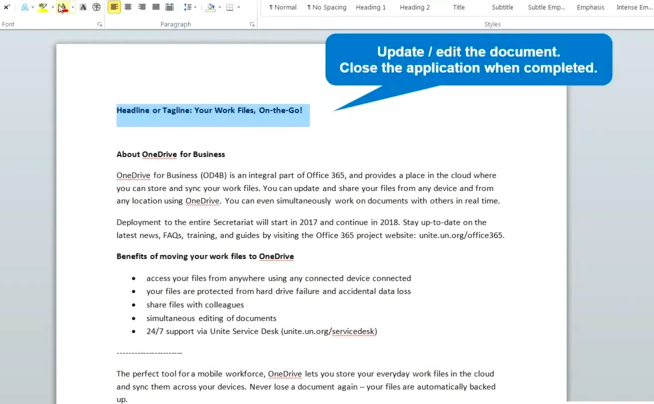 ¶ Normal ¶ No Spacing Heading 1 Heading 2 Title Subtitle Subtle Emp... Emphasis Intense Em...
Font Paragraph Styles
Update / edit the document.
Close the application when completed.
Headline or Tagline: Your Work Files, On-the-Go!
About OneDrive for Business
OneDrive for Business (OD4B) is an integral part of Office 365, and provides a place in the cloud where
you can store and sync your work files. You can update and share your files from any device and from
any location using OneDrive. You can even simultaneously work on documents with others in real time.
Deployment to the entire Secretariat will start in 2017 and continue in 2018. Stay up-to-date on the
latest news, FAQs, training, and guides by visiting the Office 365 project website: unite.un.org/office365.
Benefits of moving your work files to OneDrive
• access your files from anywhere using any connected device connected
• your files are protected from hard drive failure and accidental data loss
• share files with colleagues
• simultaneous editing of documents
• 24/7 support via Unite Service Desk (unite.un.org/servicedesk)
----------------------
The perfect tool for a mobile workforce, OneDrive lets you store your everyday work files in the cloud
and sync them across your devices. Never lose a document again – your files are automatically backed
up.